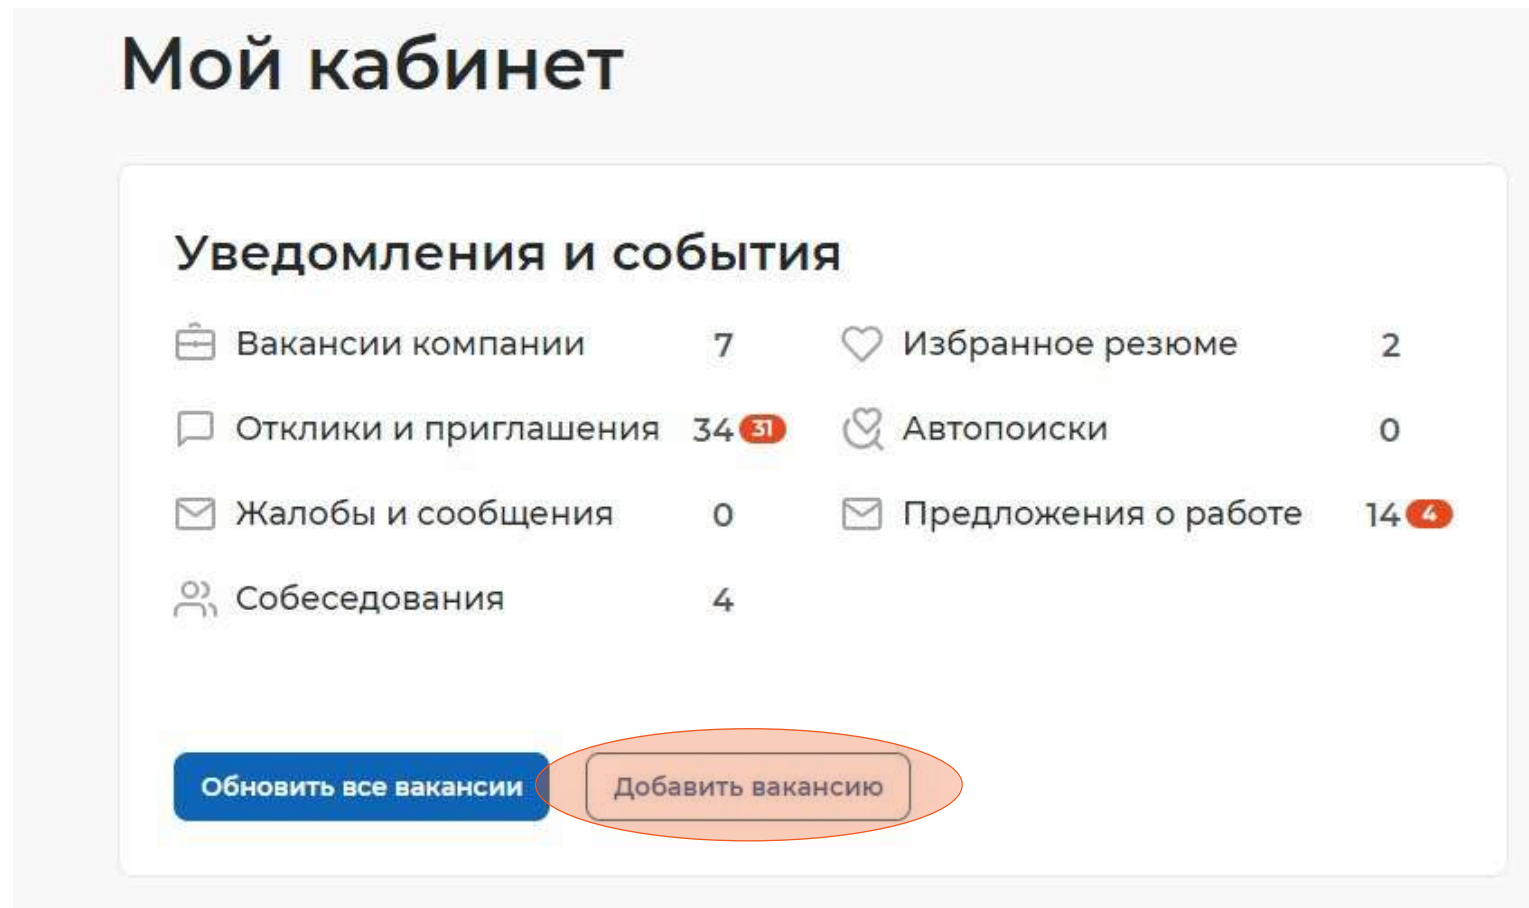 Мой кабинет
Уведомления и события
Вакансии компании 7
Избранное резюме 2
Отклики и приглашения 34 31
Автопоиски 0
Жалобы и сообщения 0
Предложения о работе 14 4
Собеседования 4
Обновить все вакансии
Добавить вакансию